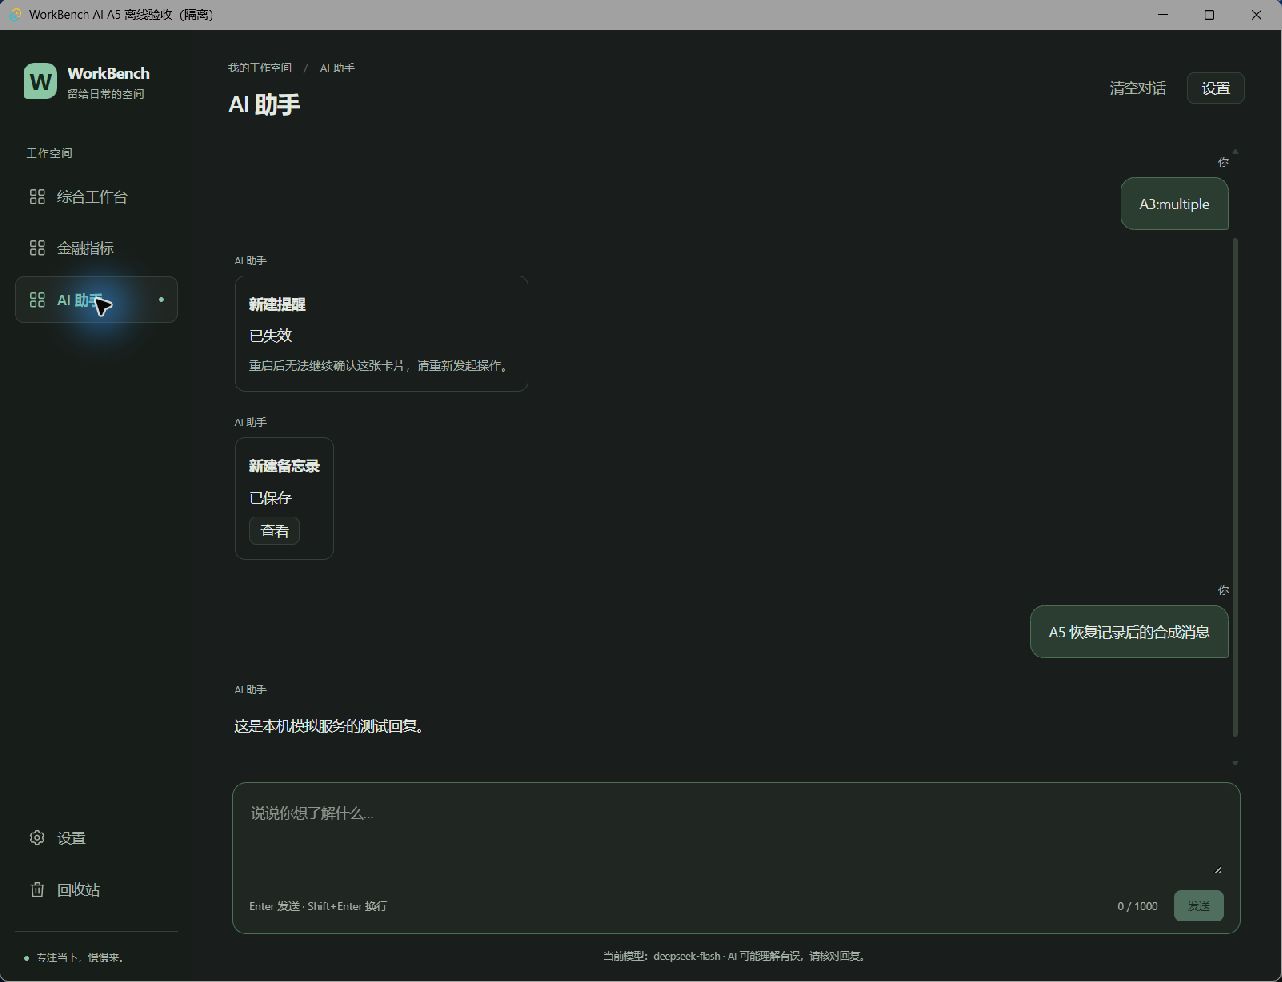 WorkBench AI A5 离线验收（隔离）
W
WorkBench
留给日常的空间
工作空间
综合工作台
金融指标
AI 助手
设置
回收站
专注当下，慢慢来。
我的工作空间 / AI 助手
AI 助手
清空对话
设置
你
A3:multiple
AI 助手
新建提醒
已失效
重启后无法继续确认这张卡片，请重新发起操作。
AI 助手
新建备忘录
已保存
查看
你
A5 恢复记录后的合成消息
AI 助手
这是本机模拟服务的测试回复。
说说你想了解什么...
Enter 发送 · Shift+Enter 换行
0 / 1000
发送
当前模型：deepseek-flash · AI 可能理解有误，请核对回复。